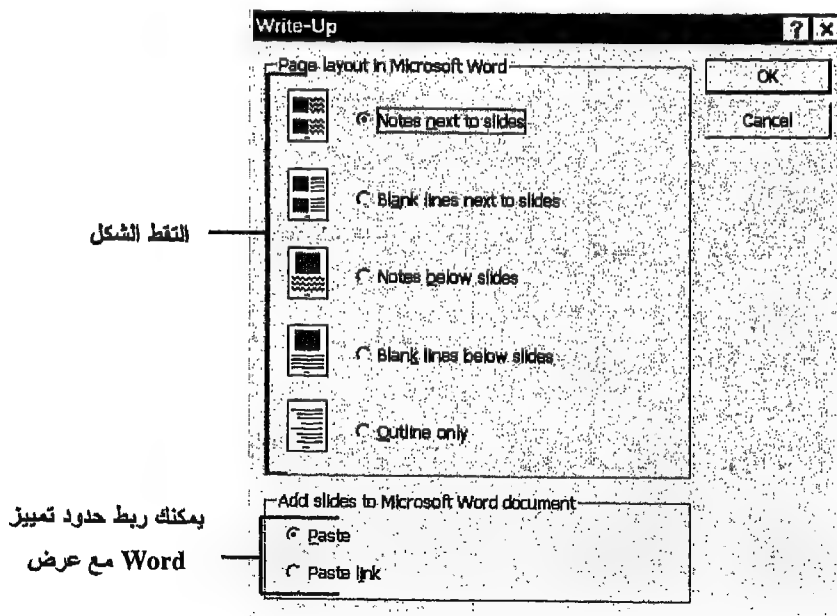 Write-Up
Page layout in Microsoft Word
OK
Notes next to slides
Cancel
Blank lines next to slides
التقط الشكل
Notes below slides
Blank lines below slides
Outline only
Add slides to Microsoft Word document
يمكنك ربط حدود تمييز
Paste
Word مع عرض
Paste link